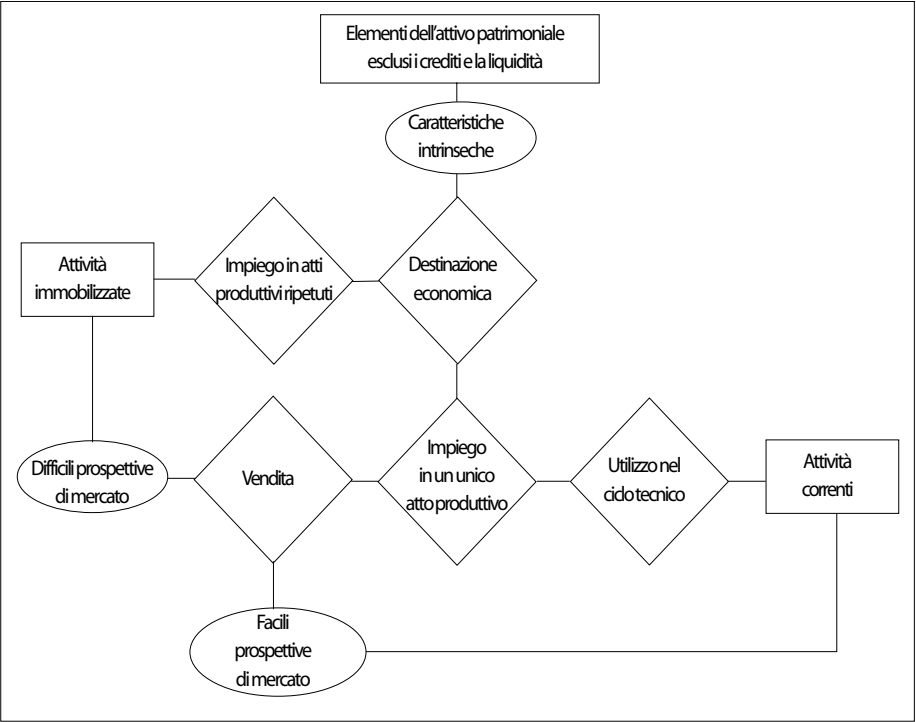 Elementi dell'attivo patrimoniale
esclusi i crediti e la liquidità
Caratteristiche
intrinseche
Attività
immobilizzate
Impiego in atti
produttivi ripetuti
Destinazione
economica
Difficili prospettive
di mercato
Vendita
Impiego
in un unico
atto produttivo
Utilizzo nel
ciclo tecnico
Attività
correnti
Facili
prospettive
di mercato